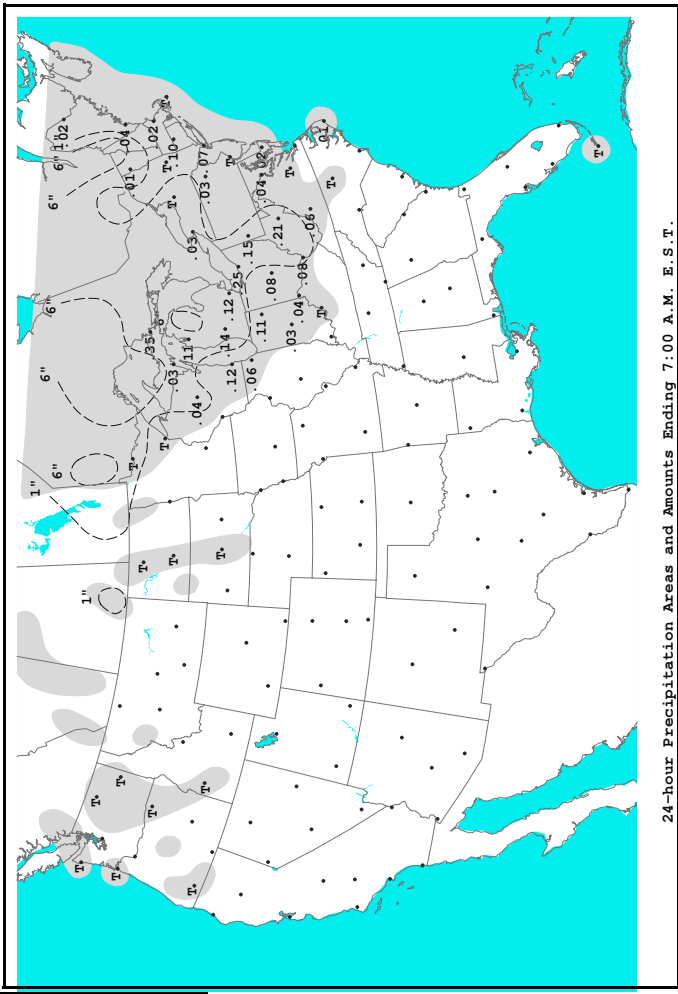 1"
6"
6"
6"
6"
6"
1"
.02
T
1"
T
T
T
.04
.01
T
T
.35
T
.02
6"
T
T
T
T
.03
T
.10
.11
.03
T
.04
.07
T
.03
T
.14
.12
T
.12
.25
.15
.06
.02
.11
.04
.08
.21
T
.03
.04
.08
.06
T
.01
T
T
24-hour Precipitation Areas and Amounts Ending 7:00 A.M. E.S.T.